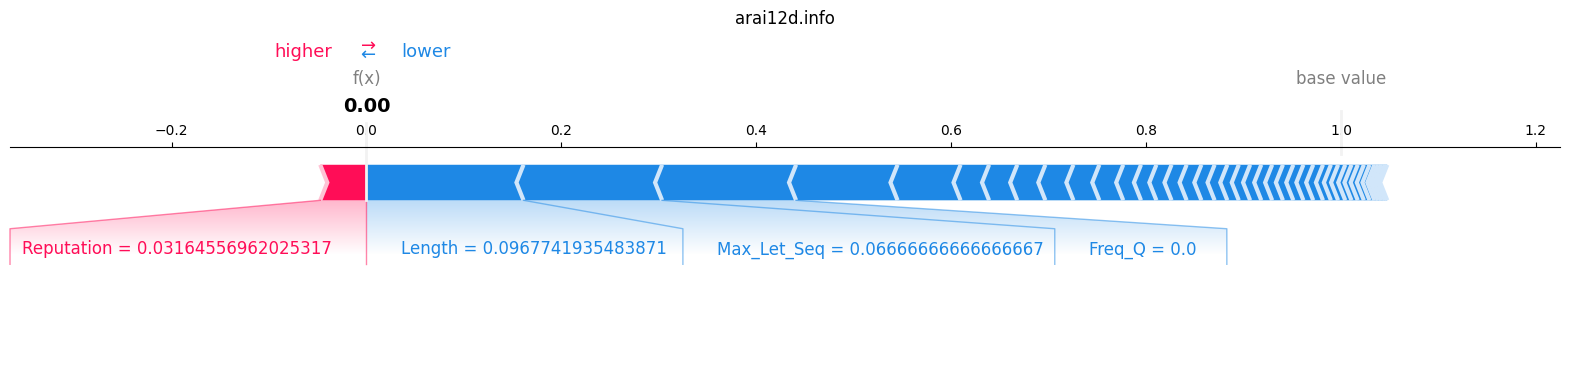 arai12d.info
higher → ← lower
f(x) base value
0.00
−0.2 0.0 0.2 0.4 0.6 0.8 1.0 1.2
Reputation = 0.03164556962025317 Length = 0.0967741935483871 Max_Let_Seq = 0.06666666666666667 Freq_Q = 0.0